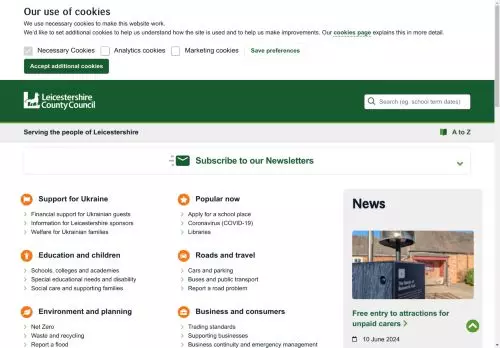 Our use of cookies
We use necessary cookies to make this website work.
We'd like to set additional cookies to help us understand how the site is used and to help us make improvements. Our cookies page explains this in more detail.
Necessary Cookies Analytics cookies Marketing cookies Save preferences
Accept additional cookies
Leicestershire
County Council
Search (eg. school term dates)
Serving the people of Leicestershire
A to Z
Subscribe to our Newsletters
Support for Ukraine
Financial support for Ukrainian guests
Information for Leicestershire sponsors
Welfare for Ukrainian families
Popular now
Apply for a school place
Coronavirus (COVID-19)
Libraries
Education and children
Schools, colleges and academies
Special educational needs and disability
Social care and supporting families
Roads and travel
Cars and parking
Buses and public transport
Report a road problem
Environment and planning
Net Zero
Waste and recycling
Report a flood
Business and consumers
Trading standards
Supporting businesses
Business continuity and emergency management
News
Free entry to attractions for
unpaid carers
10 June 2024